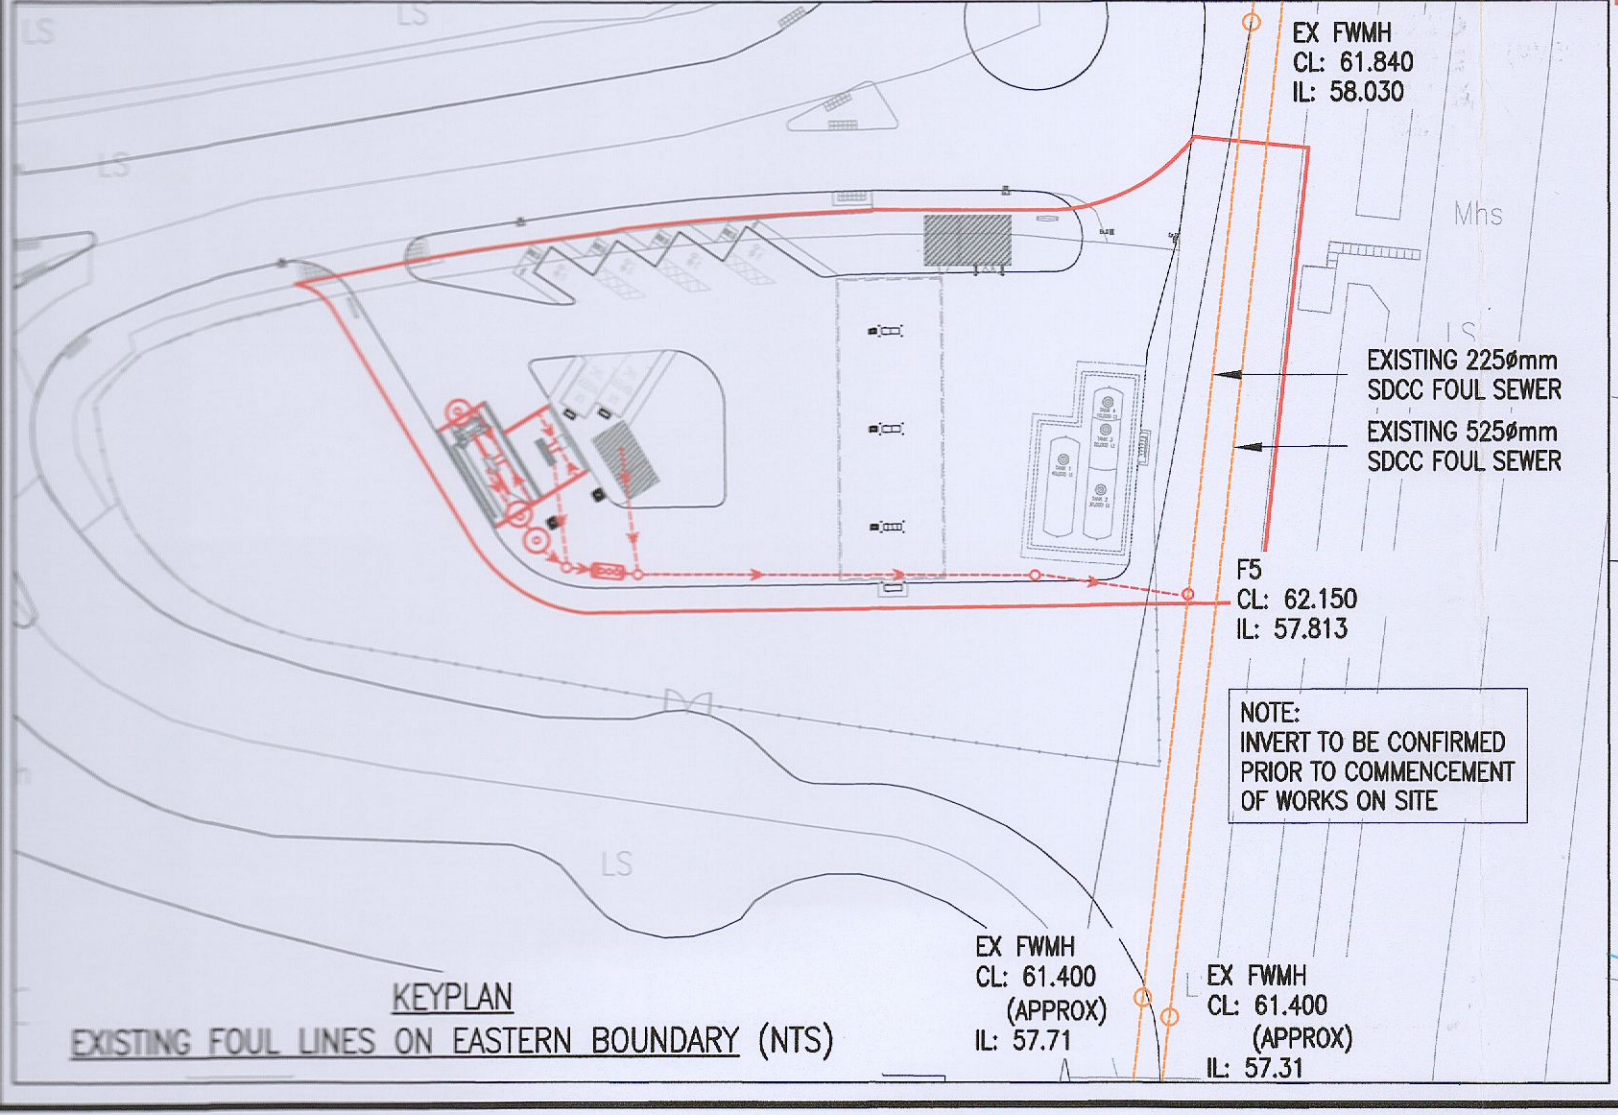 LS
LS
EX FWMH
CL: 61.840
IL: 58.030
LS
Mhs
LS
EXISTING 225ømm
SDCC FOUL SEWER
EXISTING 525ømm
SDCC FOUL SEWER
F5
CL: 62.150
IL: 57.813
NOTE:
INVERT TO BE CONFIRMED
PRIOR TO COMMENCEMENT
OF WORKS ON SITE
LS
EX FWMH
CL: 61.400
(APPROX)
IL: 57.71
L
EX FWMH
CL: 61.400
(APPROX)
IL: 57.31
KEYPLAN
EXISTING FOUL LINES ON EASTERN BOUNDARY (NTS)